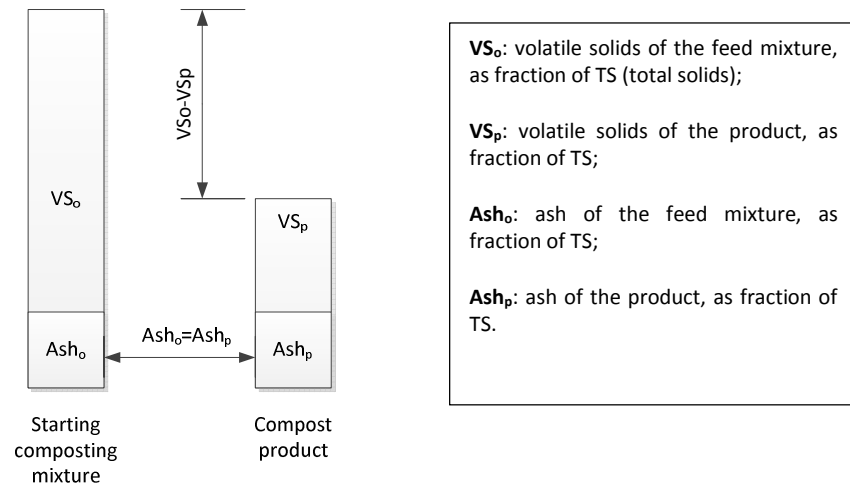 VSo-VSp
VSₒ
VSₚ
Ashₒ=Ashₚ
Ashₒ
Ashₚ
Starting
composting
mixture
Compost
product
VSₒ: volatile solids of the feed mixture,
as fraction of TS (total solids);
VSₚ: volatile solids of the product, as
fraction of TS;
Ashₒ: ash of the feed mixture, as
fraction of TS;
Ashₚ: ash of the product, as fraction of
TS.